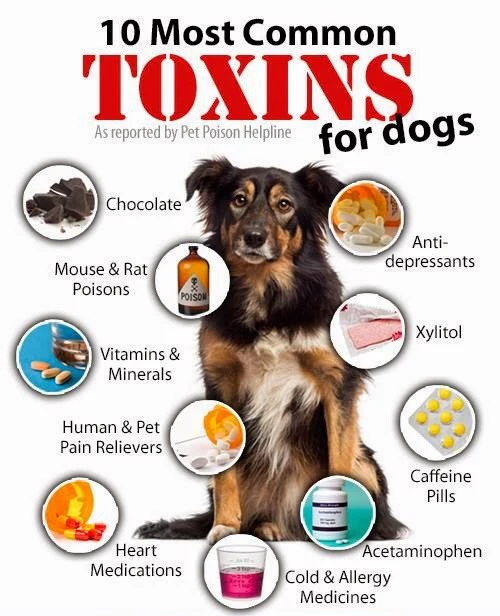 10 Most Common
TOXINS
for dogs
As reported by Pet Poison Helpline
Chocolate
Anti-
depressants
Mouse & Rat
Poisons
POISON
Xylitol
Vitamins &
Minerals
Human & Pet
Pain Relievers
Caffeine
Pills
Heart
Medications
Acetaminophen
Cold & Allergy
Medicines